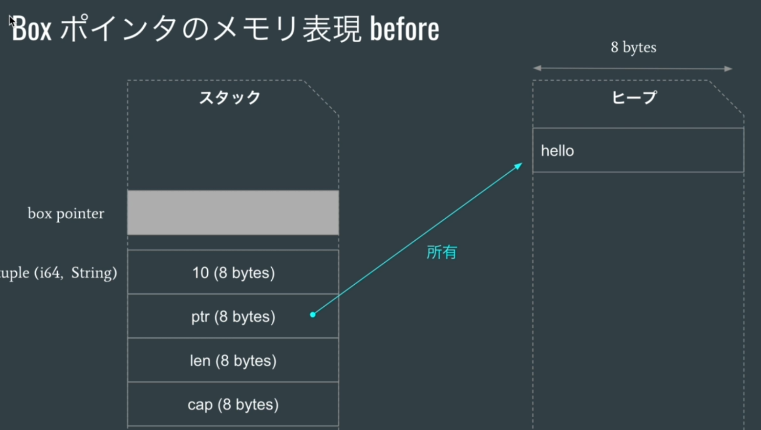 Box ポインタのメモリ表現 before
8 bytes
スタック
ヒープ
hello
box pointer
所有
uple (i64, String)
10 (8 bytes)
ptr (8 bytes)
len (8 bytes)
cap (8 bytes)